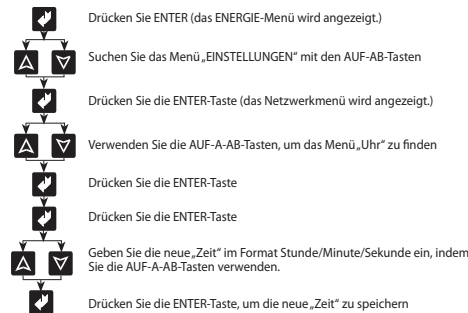 Drücken Sie ENTER (das ENERGIE-Menü wird angezeigt.)
Suchen Sie das Menü „EINSTELLUNGEN“ mit den AUF-AB-Tasten
Drücken Sie die ENTER-Taste (das Netzwerkmenü wird angezeigt.)
Verwenden Sie die AUF-A-AB-Tasten, um das Menü „Uhr“ zu finden
Drücken Sie die ENTER-Taste
Drücken Sie die ENTER-Taste
Geben Sie die neue „Zeit“ im Format Stunde/Minute/Sekunde ein, indem
Sie die AUF-A-AB-Tasten verwenden.
Drücken Sie die ENTER-Taste, um die neue „Zeit“ zu speichern